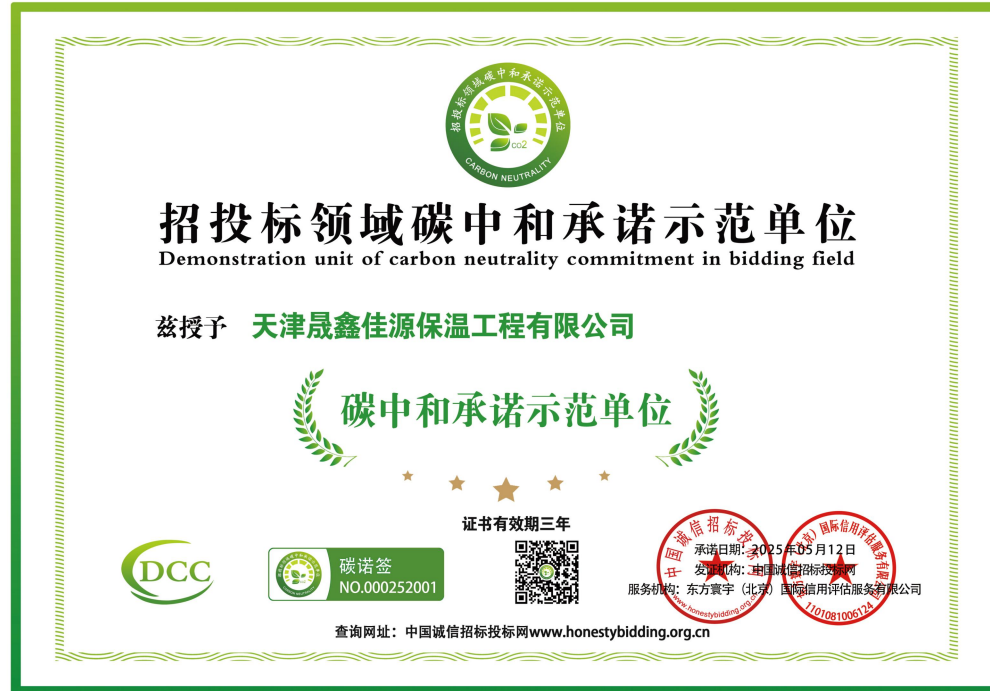 招投标领域碳中和承诺示范单位
co2
CARBON NEUTRALITY
招投标领域碳中和承诺示范单位
Demonstration unit of carbon neutrality commitment in bidding field
兹授予 天津晟鑫佳源保温工程有限公司
碳中和承诺示范单位
证书有效期三年
DCC
碳诺签
NO.000252001
中国诚信招标投标网
www.honestybidding.org.cn
国际信用评估服务有限公司
1101081006124
承诺日期：2025年05月12日
发证机构：中国诚信招标投标网
服务机构：东方寰宇（北京）国际信用评估服务有限公司
查询网址：中国诚信招标投标网www.honestybidding.org.cn